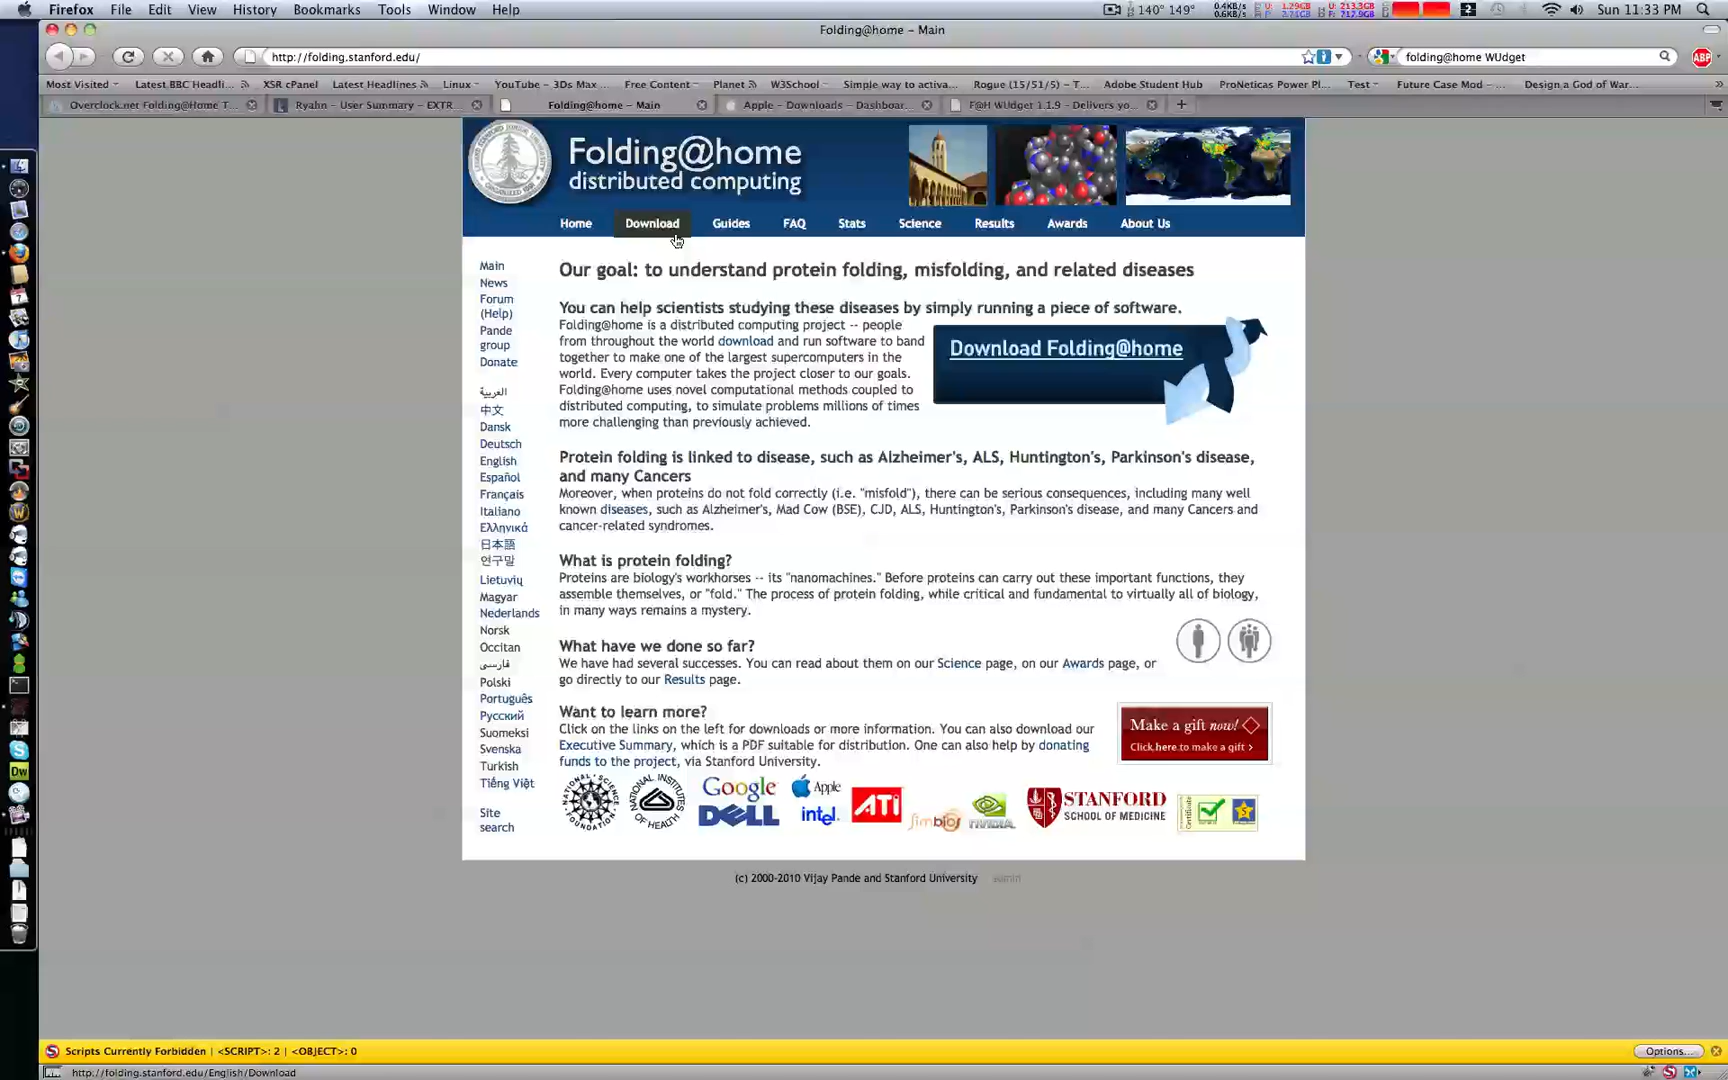 Firefox File Edit View History Bookmarks Tools Window Help
140° 149°
Sun 11:33 PM
Folding@home – Main
http://folding.stanford.edu/
folding@home WUdget
ABP
Most Visited Latest BBC Headli... XSR cPanel Latest Headlines Linux YouTube – 3Ds Max ... Free Content Planet W3School Simple way to activa... Rogue (15/51/5) – T... Adobe Student Hub ProNeticas Power Pl... Test Future Case Mod – ... Design a God of War... »
Overclock.net Folding@Home T... Ryahn – User Summary – EXTR... Folding@home – Main Apple – Downloads – Dashboar... F@H WUdget 1.1.9 – Delivers yo...
Folding@home
distributed computing
Home Download Guides FAQ Stats Science Results Awards About Us
Main
News
Forum
(Help)
Pande
group
Donate
العربية
中文
Dansk
Deutsch
English
Español
Français
Italiano
Ελληνικά
日本語
연구말
Lietuvių
Magyar
Nederlands
Norsk
Occitan
فارسی
Polski
Português
Русский
Suomeksi
Svenska
Turkish
Tiếng Việt
Site
search
Our goal: to understand protein folding, misfolding, and related diseases
You can help scientists studying these diseases by simply running a piece of software.
Folding@home is a distributed computing project -- people
from throughout the world download and run software to band
together to make one of the largest supercomputers in the
world. Every computer takes the project closer to our goals.
Folding@home uses novel computational methods coupled to
distributed computing, to simulate problems millions of times
more challenging than previously achieved.
Download Folding@home
Protein folding is linked to disease, such as Alzheimer's, ALS, Huntington's, Parkinson's disease,
and many Cancers
Moreover, when proteins do not fold correctly (i.e. "misfold"), there can be serious consequences, including many well
known diseases, such as Alzheimer's, Mad Cow (BSE), CJD, ALS, Huntington's, Parkinson's disease, and many Cancers and
cancer-related syndromes.
What is protein folding?
Proteins are biology's workhorses -- its "nanomachines." Before proteins can carry out these important functions, they
assemble themselves, or "fold." The process of protein folding, while critical and fundamental to virtually all of biology,
in many ways remains a mystery.
What have we done so far?
We have had several successes. You can read about them on our Science page, on our Awards page, or
go directly to our Results page.
Want to learn more?
Click on the links on the left for downloads or more information. You can also download our
Executive Summary, which is a PDF suitable for distribution. One can also help by donating
funds to the project, via Stanford University.
Make a gift now!
Click here to make a gift >
NATIONAL SCIENCE FOUNDATION
NATIONAL INSTITUTES OF HEALTH
Google
DELL
Apple
intel
ATI
simbios
NVIDIA
STANFORD
SCHOOL OF MEDICINE
Certificate
(c) 2000-2010 Vijay Pande and Stanford University admin
Dw
Scripts Currently Forbidden | <SCRIPT>: 2 | <OBJECT>: 0
Options...
http://folding.stanford.edu/English/Download